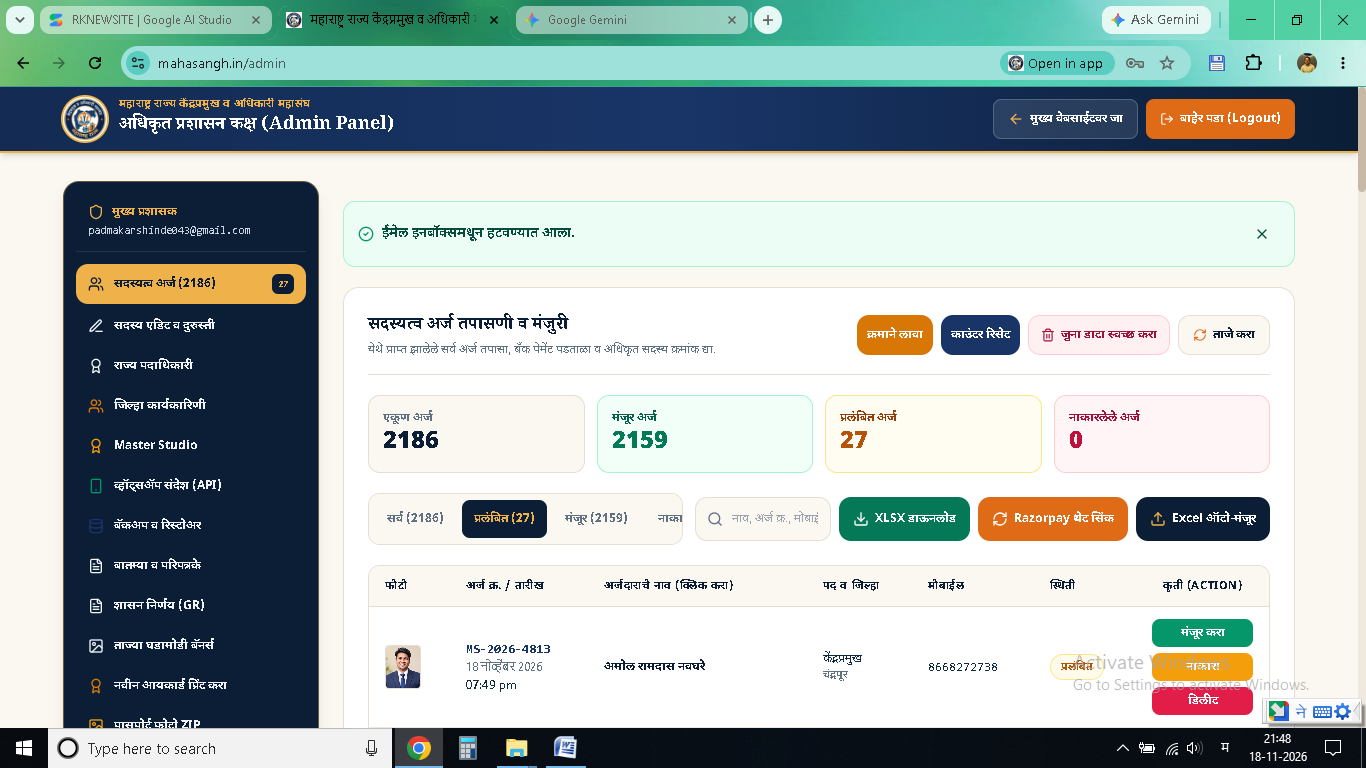 RKNEWSITE | Google AI Studio
महाराष्ट्र राज्य केंद्रप्रमुख व अधिकारी
Google Gemini
Ask Gemini
mahasangh.in/admin
Open in app
महाराष्ट्र राज्य केंद्रप्रमुख व अधिकारी महासंघ
अधिकृत प्रशासन कक्ष (Admin Panel)
मुख्य वेबसाईटवर जा
बाहेर पडा (Logout)
मुख्य प्रशासक
padmakarshinde043@gmail.com
सदस्यत्व अर्ज (2186)
27
सदस्य एडिट व दुरुस्ती
राज्य पदाधिकारी
जिल्हा कार्यकारिणी
Master Studio
व्हॉट्सॲप संदेश (API)
बॅकअप व रिस्टोअर
बातम्या व परिपत्रके
शासन निर्णय (GR)
ताज्या घडामोडी बॅनर्स
नवीन आयकार्ड प्रिंट करा
पासपोर्ट फोटो ZIP
ईमेल इनबॉक्समधून हटवण्यात आला.
सदस्यत्व अर्ज तपासणी व मंजुरी
येथे प्राप्त झालेले सर्व अर्ज तपासा, बँक पेमेंट पडताळा व अधिकृत सदस्य क्रमांक द्या.
क्रमाने लावा
काउंटर रिसेट
जुना डाटा स्वच्छ करा
ताजे करा
एकूण अर्ज
2186
मंजूर अर्ज
2159
प्रलंबित अर्ज
27
नाकारलेले अर्ज
0
सर्व (2186)
प्रलंबित (27)
मंजूर (2159)
नाका
नाव, अर्ज क्र., मोबाई
XLSX डाऊनलोड
Razorpay थेट सिंक
Excel ऑटो-मंजूर
फोटो
अर्ज क्र. / तारीख
अर्जदाराचे नाव (क्लिक करा)
पद व जिल्हा
मोबाईल
स्थिती
कृती (ACTION)
MS-2026-4813
18 नोव्हेंबर 2026
07:49 pm
अमोल रामदास नवघरे
केंद्रप्रमुख
चंद्रपूर
8668272738
प्रलंबित
मंजूर करा
नाकारा
डिलीट
Activate Windows
Go to Settings to activate Windows.
Type here to search
म
21:48
18-11-2026